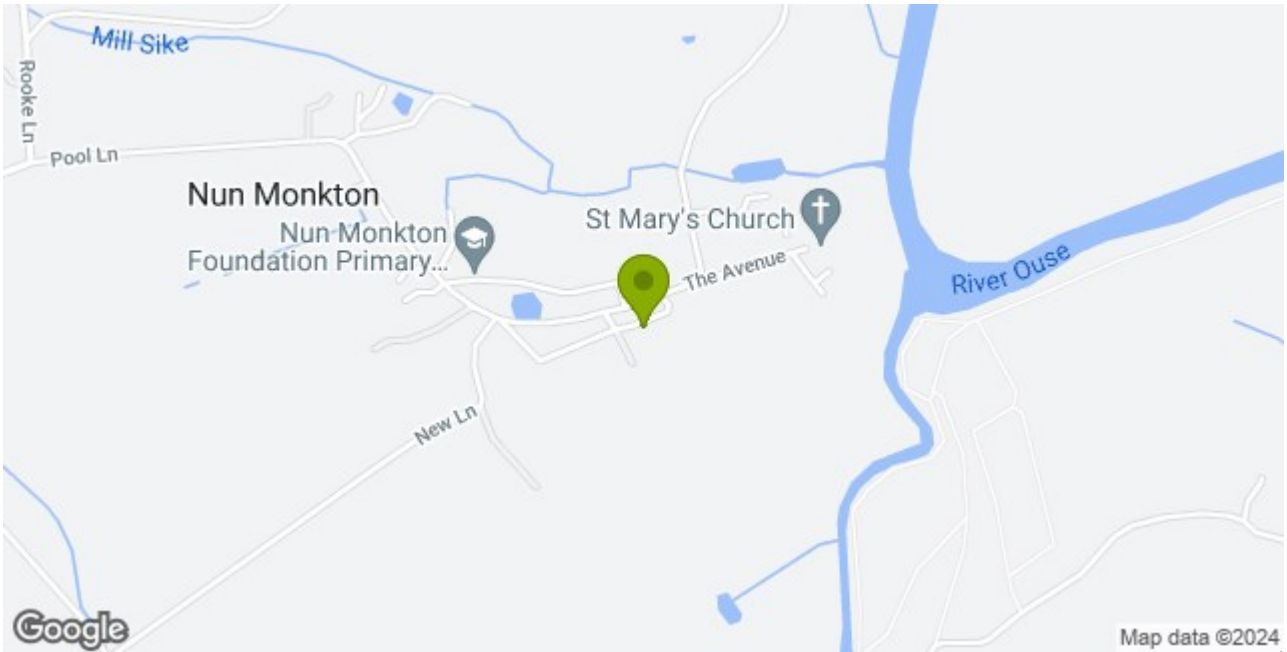 Mill Sike
Rooke Ln
Pool Ln
Nun Monkton
Nun Monkton
Foundation Primary...
St Mary's Church
The Avenue
River Ouse
New Ln
Google
Map data ©2024